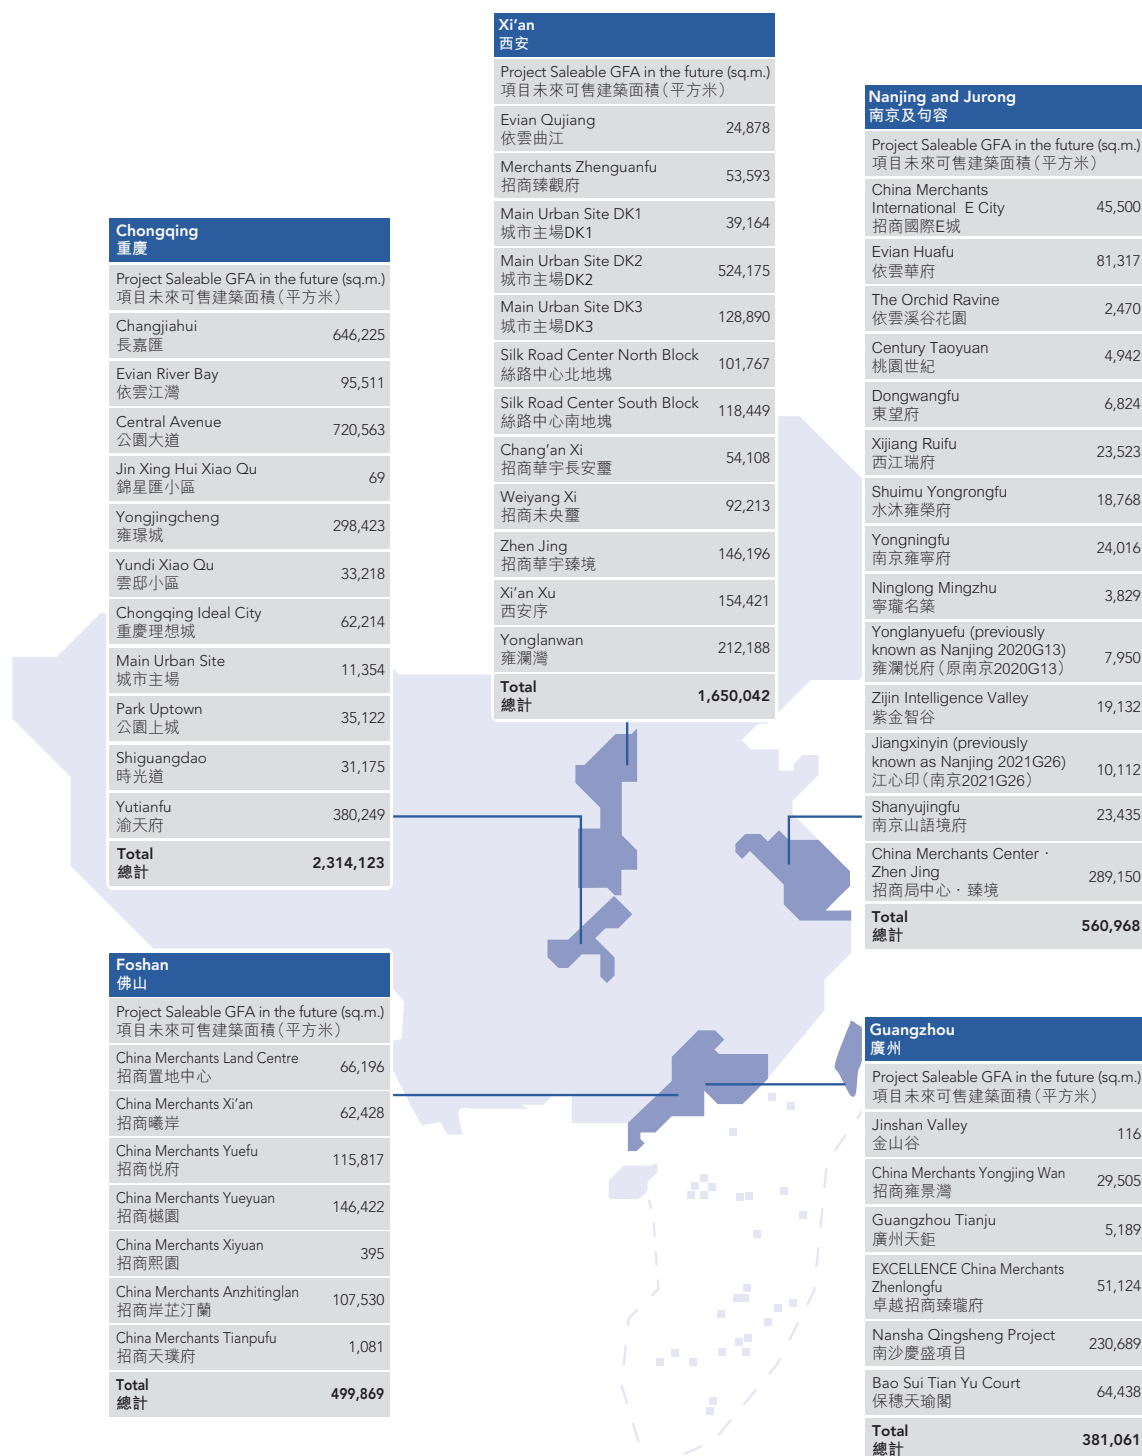 Xi'an
西安
Project Saleable GFA in the future (sq.m.)
項目未來可售建築面積（平方米）
Evian Qujiang 24,878
依雲曲江
Merchants Zhenguanfu 53,593
招商臻觀府
Main Urban Site DK1 39,164
城市主場DK1
Main Urban Site DK2 524,175
城市主場DK2
Main Urban Site DK3 128,890
城市主場DK3
Silk Road Center North Block 101,767
絲路中心北地塊
Silk Road Center South Block 118,449
絲路中心南地塊
Chang'an Xi 54,108
招商華宇長安璽
Weiyang Xi 92,213
招商未央璽
Zhen Jing 146,196
招商華宇臻境
Xi'an Xu 154,421
西安序
Yonglanwan 212,188
雍瀾灣
Total 1,650,042
總計
Nanjing and Jurong
南京及句容
Project Saleable GFA in the future (sq.m.)
項目未來可售建築面積（平方米）
China Merchants
International E City 45,500
招商國際E城
Evian Huafu 81,317
依雲華府
The Orchid Ravine 2,470
依雲溪谷花園
Century Taoyuan 4,942
桃園世紀
Dongwangfu 6,824
東望府
Xijiang Ruifu 23,523
西江瑞府
Shuimu Yongrongfu 18,768
水沐雍榮府
Yongningfu 24,016
南京雍寧府
Ninglong Mingzhu 3,829
寧瓏名築
Yonglanyuefu (previously
known as Nanjing 2020G13) 7,950
雍瀾悅府（原南京2020G13）
Zijin Intelligence Valley 19,132
紫金智谷
Jiangxinyin (previously
known as Nanjing 2021G26) 10,112
江心印（南京2021G26）
Shanyujingfu 23,435
南京山語境府
China Merchants Center ·
Zhen Jing 289,150
招商局中心 · 臻境
Total 560,968
總計
Chongqing
重慶
Project Saleable GFA in the future (sq.m.)
項目未來可售建築面積（平方米）
Changjiahui 646,225
長嘉匯
Evian River Bay 95,511
依雲江灣
Central Avenue 720,563
公園大道
Jin Xing Hui Xiao Qu 69
錦星匯小區
Yongjingcheng 298,423
雍璟城
Yundi Xiao Qu 33,218
雲邸小區
Chongqing Ideal City 62,214
重慶理想城
Main Urban Site 11,354
城市主場
Park Uptown 35,122
公園上城
Shiguangdao 31,175
時光道
Yutianfu 380,249
渝天府
Total 2,314,123
總計
Foshan
佛山
Project Saleable GFA in the future (sq.m.)
項目未來可售建築面積（平方米）
China Merchants Land Centre 66,196
招商置地中心
China Merchants Xi'an 62,428
招商曦岸
China Merchants Yuefu 115,817
招商悅府
China Merchants Yueyuan 146,422
招商樾園
China Merchants Xiyuan 395
招商熙園
China Merchants Anzhitinglan 107,530
招商岸芷汀蘭
China Merchants Tianpufu 1,081
招商天璞府
Total 499,869
總計
Guangzhou
廣州
Project Saleable GFA in the future (sq.m.)
項目未來可售建築面積（平方米）
Jinshan Valley 116
金山谷
China Merchants Yongjing Wan 29,505
招商雍景灣
Guangzhou Tianju 5,189
廣州天鉅
EXCELLENCE China Merchants
Zhenlongfu 51,124
卓越招商臻瓏府
Nansha Qingsheng Project 230,689
南沙慶盛項目
Bao Sui Tian Yu Court 64,438
保穗天瑜閣
Total 381,061
總計